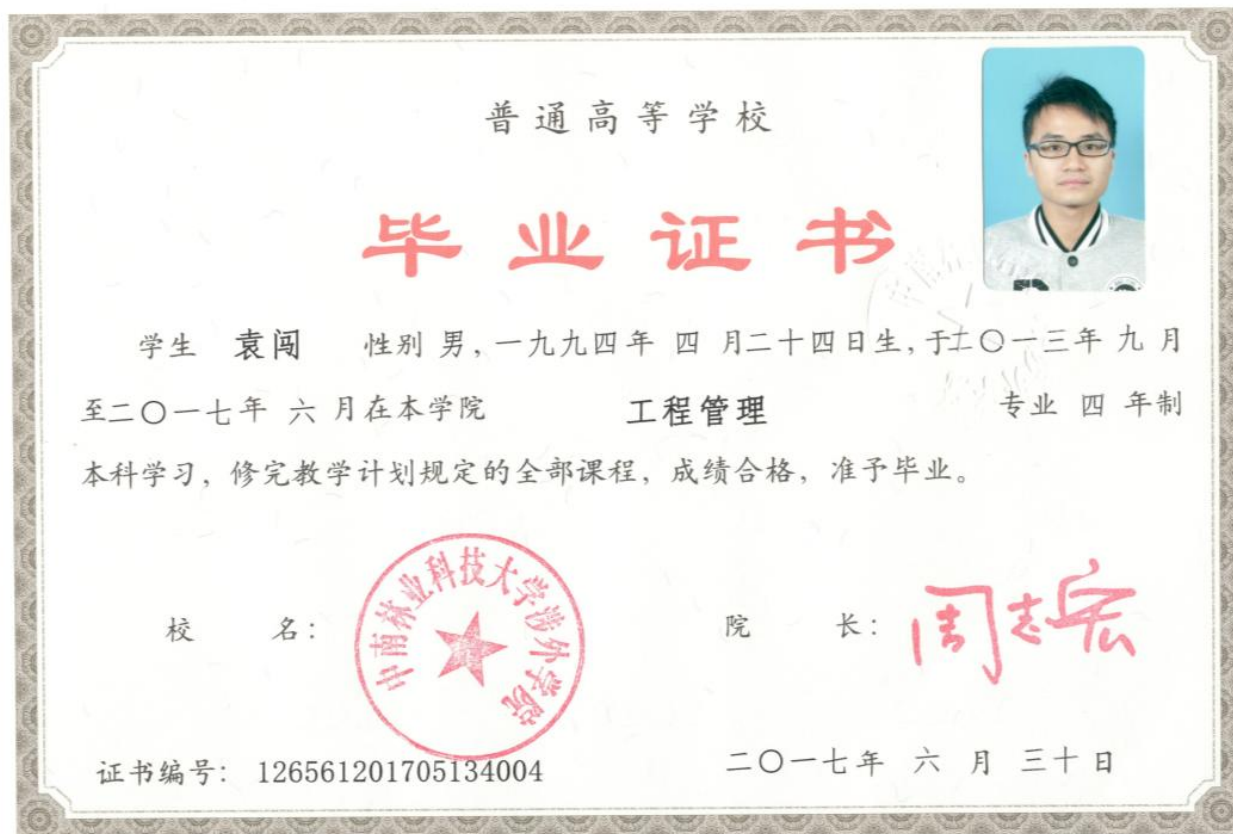 普通高等学校
毕业证书
学生 袁闯 性别 男，一九九四年 四 月二十四日生，于二〇一三年 九 月
至二〇一七年 六 月在本学院 工程管理 专业 四 年制
本科学习，修完教学计划规定的全部课程，成绩合格，准予毕业。
校 名：
中南林业科技大学涉外学院
院 长：周志宏
证书编号：126561201705134004
二〇一七年 六 月 三十日